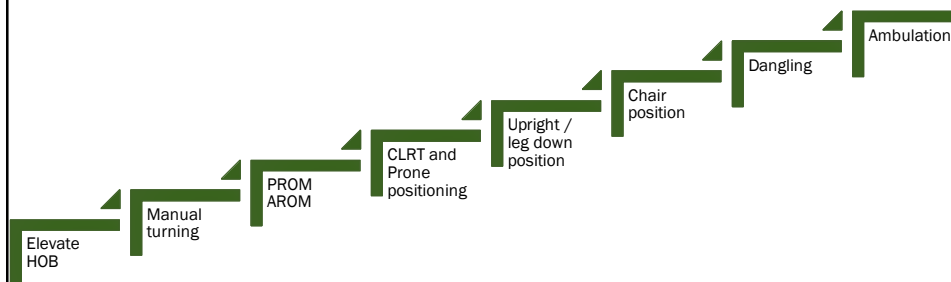 Elevate
HOB
Manual
turning
PROM
AROM
CLRT and
Prone
positioning
Upright /
leg down
position
Chair
position
Dangling
Ambulation